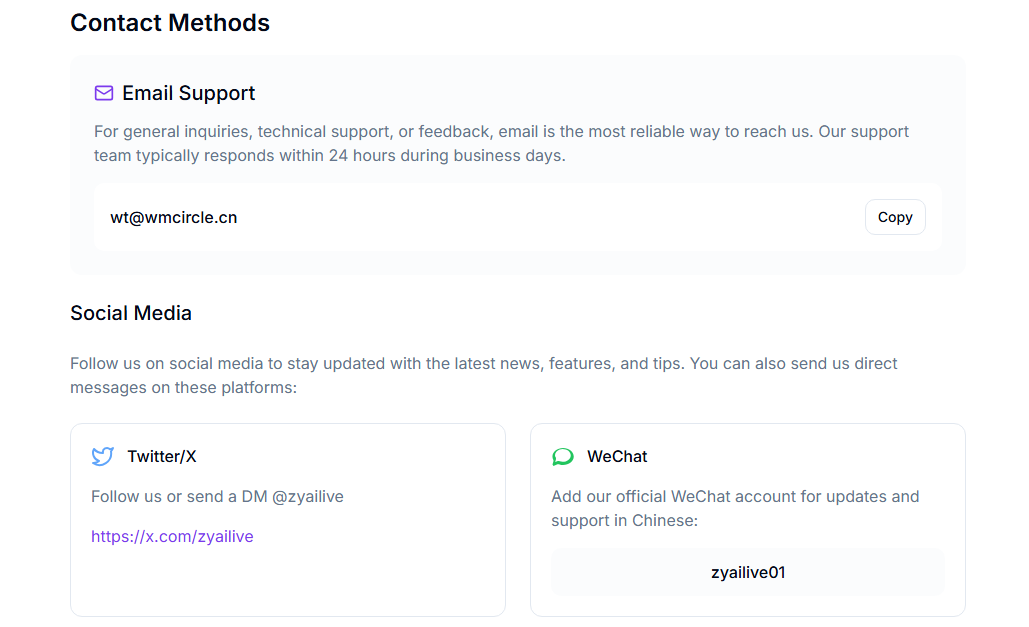 Contact Methods
Email Support
For general inquiries, technical support, or feedback, email is the most reliable way to reach us. Our support
team typically responds within 24 hours during business days.
wt@wmcircle.cn
Copy
Social Media
Follow us on social media to stay updated with the latest news, features, and tips. You can also send us direct
messages on these platforms:
Twitter/X
Follow us or send a DM @zyailive
https://x.com/zyailive
WeChat
Add our official WeChat account for updates and
support in Chinese:
zyailive01